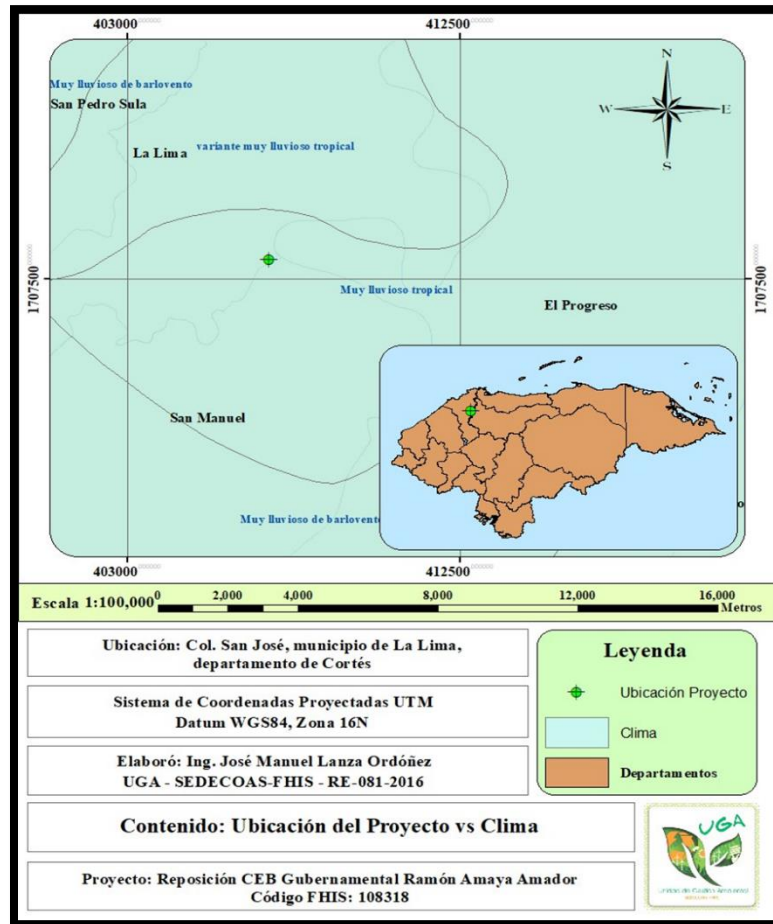 403000
412500
N
W
E
S
Muy lluvioso de barlovento
San Pedro Sula
La Lima
variante muy lluvioso tropical
1707500
1707500
Muy lluvioso tropical
El Progreso
San Manuel
Muy lluvioso de barlovento
o
403000
412500
Escala 1:100,000
0 2,000 4,000 8,000 12,000 16,000
Metros
Ubicación: Col. San José, municipio de La Lima,
departamento de Cortés
Sistema de Coordenadas Proyectadas UTM
Datum WGS84, Zona 16N
Elaboró: Ing. José Manuel Lanza Ordóñez
UGA - SEDECOAS-FHIS - RE-081-2016
Contenido: Ubicación del Proyecto vs Clima
Proyecto: Reposición CEB Gubernamental Ramón Amaya Amador
Código FHIS: 108318
Leyenda
Ubicación Proyecto
Clima
Departamentos
UGA
Unidad de Gestión Ambiental